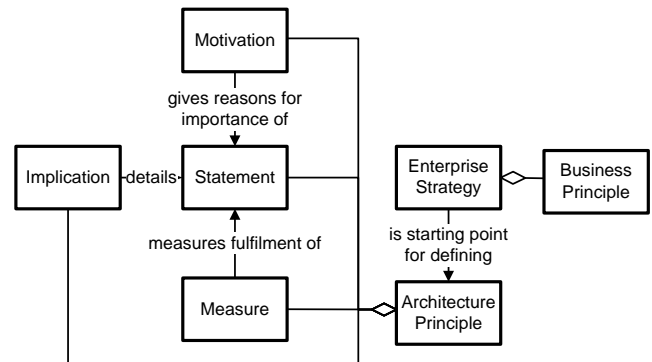 Motivation
gives reasons for
importance of
Implication
details
Statement
Enterprise
Strategy
Business
Principle
measures fulfilment of
is starting point
for defining
Measure
Architecture
Principle